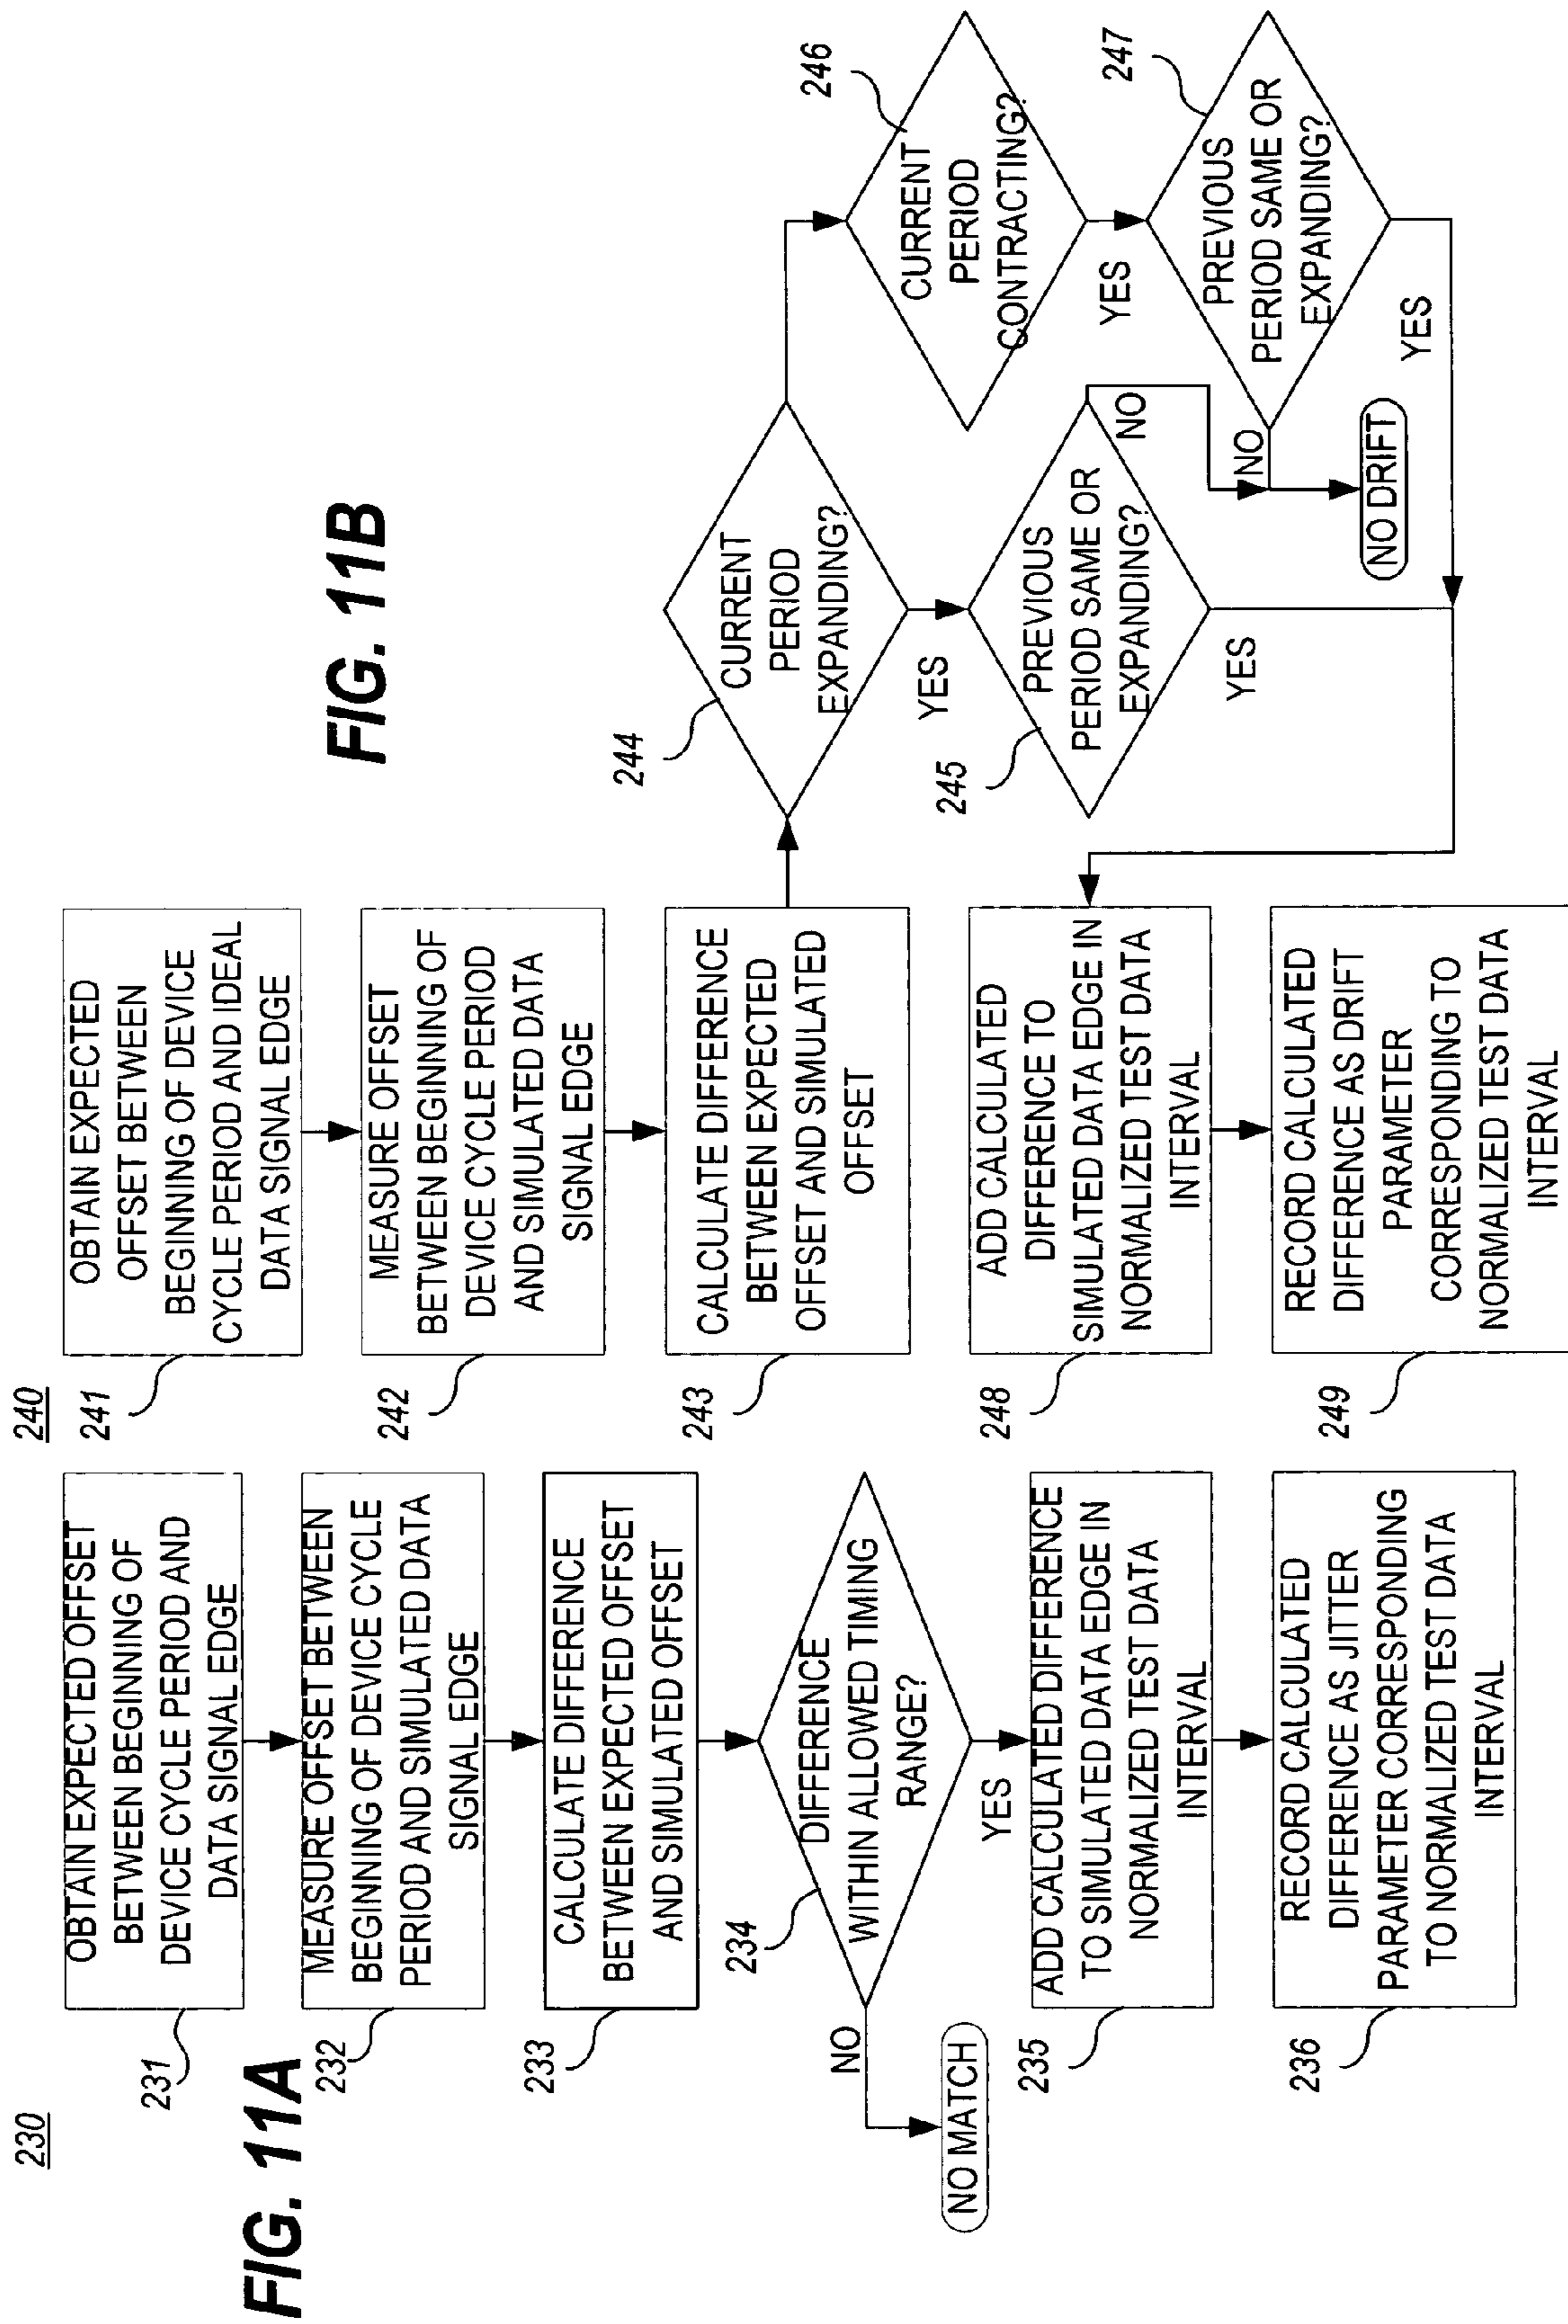 230
FIG. 11A
231
OBTAIN EXPECTED OFFSET
BETWEEN BEGINNING OF
DEVICE CYCLE PERIOD AND
DATA SIGNAL EDGE
232
MEASURE OFFSET BETWEEN
BEGINNING OF DEVICE CYCLE
PERIOD AND SIMULATED DATA
SIGNAL EDGE
233
CALCULATE DIFFERENCE
BETWEEN EXPECTED OFFSET
AND SIMULATED OFFSET
234
DIFFERENCE
WITHIN ALLOWED TIMING
RANGE?
NO
NO MATCH
YES
235
ADD CALCULATED DIFFERENCE
TO SIMULATED DATA EDGE IN
NORMALIZED TEST DATA
INTERVAL
236
RECORD CALCULATED
DIFFERENCE AS JITTER
PARAMETER CORRESPONDING
TO NORMALIZED TEST DATA
INTERVAL
240
FIG. 11B
241
OBTAIN EXPECTED
OFFSET BETWEEN
BEGINNING OF DEVICE
CYCLE PERIOD AND IDEAL
DATA SIGNAL EDGE
242
MEASURE OFFSET
BETWEEN BEGINNING OF
DEVICE CYCLE PERIOD
AND SIMULATED DATA
SIGNAL EDGE
243
CALCULATE DIFFERENCE
BETWEEN EXPECTED
OFFSET AND SIMULATED
OFFSET
244
CURRENT
PERIOD
EXPANDING?
YES
245
PREVIOUS
PERIOD SAME OR
EXPANDING?
NO
YES
246
CURRENT
PERIOD
CONTRACTING?
YES
247
PREVIOUS
PERIOD SAME OR
EXPANDING?
NO
YES
NO DRIFT
248
ADD CALCULATED
DIFFERENCE TO
SIMULATED DATA EDGE IN
NORMALIZED TEST DATA
INTERVAL
249
RECORD CALCULATED
DIFFERENCE AS DRIFT
PARAMETER
CORRESPONDING TO
NORMALIZED TEST DATA
INTERVAL